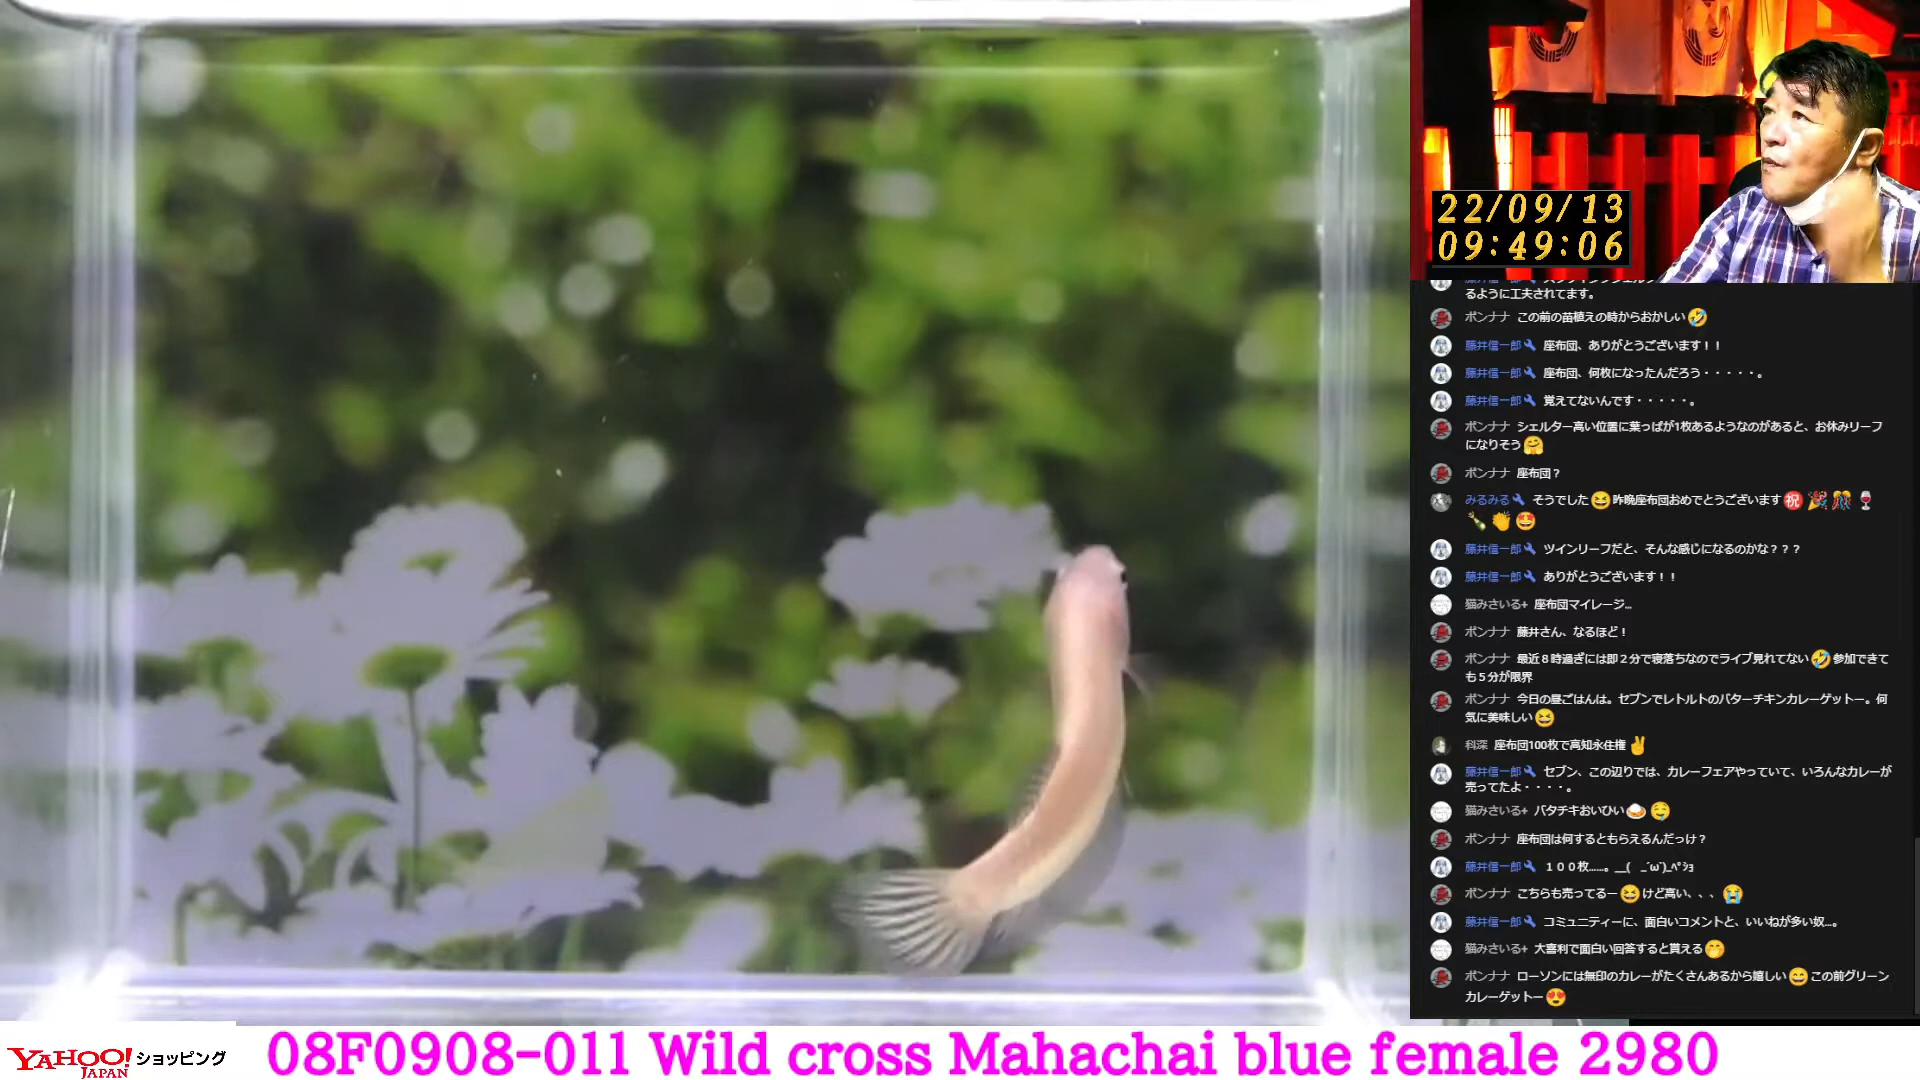 22/09/13
09:49:06
るように工夫されてます。
ボンナナ この前の苗植えの時からおかしい🤣
藤井信一郎 座布団、ありがとうございます！！
藤井信一郎 座布団、何枚になったんだろう・・・・・。
藤井信一郎 覚えてないんです・・・・・。
ボンナナ シェルター高い位置に葉っぱが1枚あるようなのがあると、お休みリーフ
になりそう🤗
ボンナナ 座布団？
みるみる そうでした😆昨晩座布団おめでとうございます㊗️🎉🎊🍷
🍾👏🤩
藤井信一郎 ツインリーフだと、そんな感じになるのかな？？？
藤井信一郎 ありがとうございます！！
猫みさいる+ 座布団マイレージ...
ボンナナ 藤井さん、なるほど！
ボンナナ 最近８時過ぎには即２分で寝落ちなのでライブ見れてない🤣参加できて
も５分が限界
ボンナナ 今日の昼ごはんは。セブンでレトルトのバターチキンカレーゲットー。何
気に美味しい😆
科深 座布団100枚で高知永住権✌️
藤井信一郎 セブン、この辺りでは、カレーフェアやっていて、いろんなカレーが
売ってたよ・・・・。
猫みさいる+ バタチキおいひい🍛🤤
ボンナナ 座布団は何するともらえるんだっけ？
藤井信一郎 １００枚......。__(　_´ω`)_ﾍﾟｼｮ
ボンナナ こちらも売ってるー😆けど高い、、、😭
藤井信一郎 コミュニティーに、面白いコメントと、いいねが多い奴...。
猫みさいる+ 大喜利で面白い回答すると貰える🤭
ボンナナ ローソンには無印のカレーがたくさんあるから嬉しい😄この前グリーン
カレーゲットー😍
YAHOO! JAPAN ショッピング
08F0908-011 Wild cross Mahachai blue female 2980